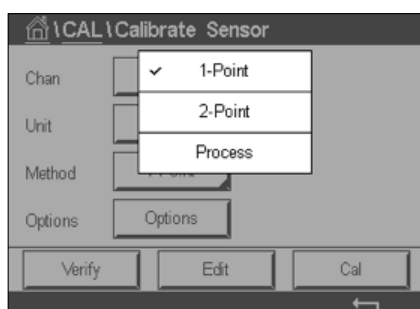 \CAL\Calibrate Sensor
Chan
✓ 1-Point
2-Point
Unit
Process
Method
Options Options
Verify Edit Cal